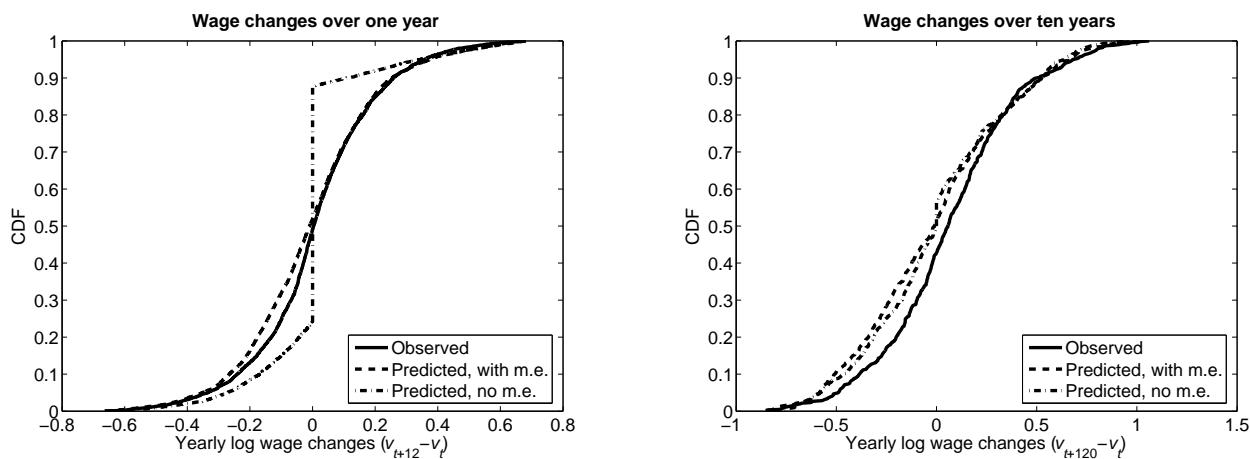 Wage changes over one year
1
0.9
0.8
0.7
0.6
0.5
0.4
0.3
0.2
0.1
0
CDF
Observed
Predicted, with m.e.
Predicted, no m.e.
−0.8 −0.6 −0.4 −0.2 0 0.2 0.4 0.6 0.8
Yearly log wage changes (v_{t+12}−v_t)
Wage changes over ten years
1
0.9
0.8
0.7
0.6
0.5
0.4
0.3
0.2
0.1
0
CDF
Observed
Predicted, with m.e.
Predicted, no m.e.
−1 −0.5 0 0.5 1 1.5
Yearly log wage changes (v_{t+120}−v_t)